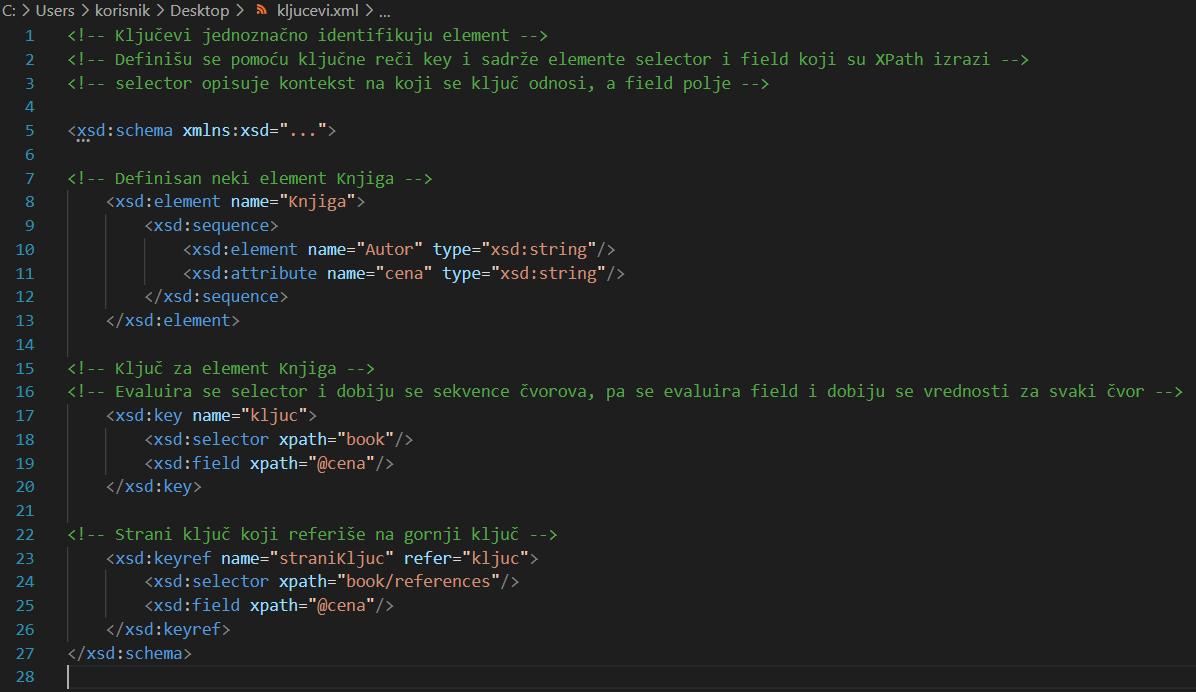 C: > Users > korisnik > Desktop > kljucevi.xml > ...
1 <!-- Ključevi jednoznačno identifikuju element -->
2 <!-- Definišu se pomoću ključne reči key i sadrže elemente selector i field koji su XPath izrazi -->
3 <!-- selector opisuje kontekst na koji se ključ odnosi, a field polje -->
4
5 <xsd:schema xmlns:xsd="...">
6
7 <!-- Definisan neki element Knjiga -->
8 <xsd:element name="Knjiga">
9 <xsd:sequence>
10 <xsd:element name="Autor" type="xsd:string"/>
11 <xsd:attribute name="cena" type="xsd:string"/>
12 </xsd:sequence>
13 </xsd:element>
14
15 <!-- Ključ za element Knjiga -->
16 <!-- Evaluira se selector i dobiju se sekvence čvorova, pa se evaluira field i dobiju se vrednosti za svaki čvor -->
17 <xsd:key name="kljuc">
18 <xsd:selector xpath="book"/>
19 <xsd:field xpath="@cena"/>
20 </xsd:key>
21
22 <!-- Strani ključ koji referiše na gornji ključ -->
23 <xsd:keyref name="straniKljuc" refer="kljuc">
24 <xsd:selector xpath="book/references"/>
25 <xsd:field xpath="@cena"/>
26 </xsd:keyref>
27 </xsd:schema>
28